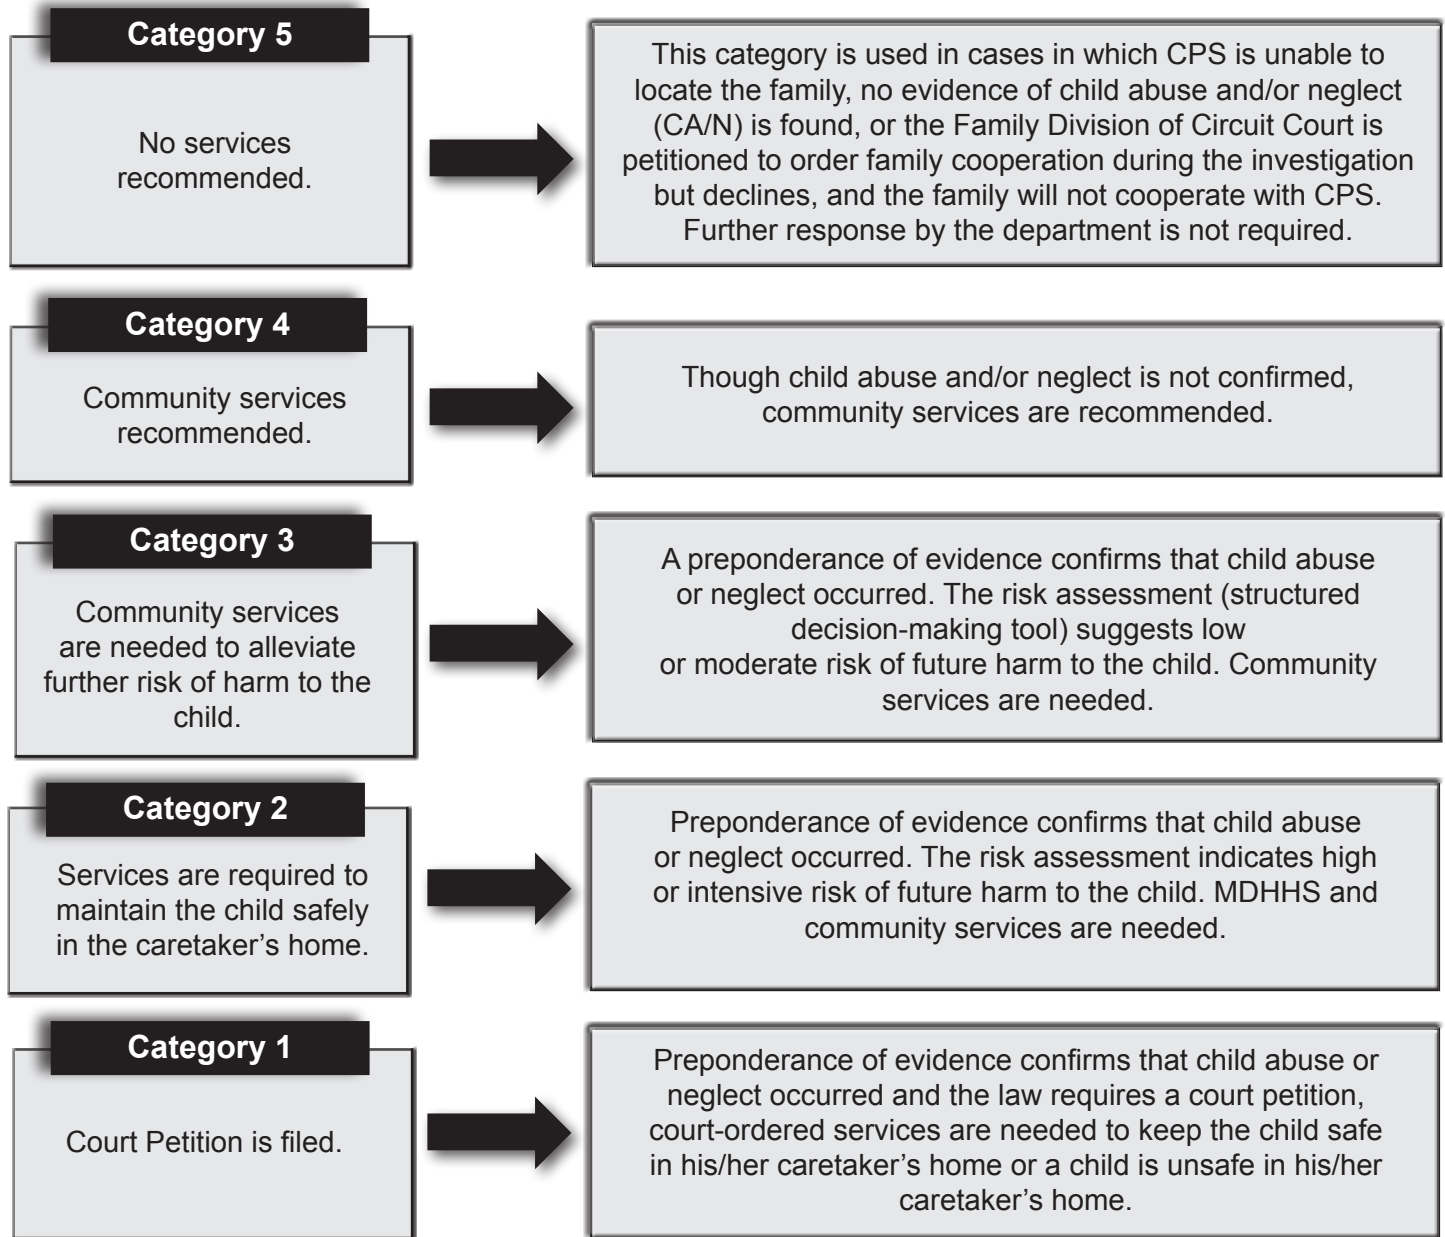 Category 5
No services
recommended.
This category is used in cases in which CPS is unable to
locate the family, no evidence of child abuse and/or neglect
(CA/N) is found, or the Family Division of Circuit Court is
petitioned to order family cooperation during the investigation
but declines, and the family will not cooperate with CPS.
Further response by the department is not required.
Category 4
Community services
recommended.
Though child abuse and/or neglect is not confirmed,
community services are recommended.
Category 3
Community services
are needed to alleviate
further risk of harm to the
child.
A preponderance of evidence confirms that child abuse
or neglect occurred. The risk assessment (structured
decision-making tool) suggests low
or moderate risk of future harm to the child. Community
services are needed.
Category 2
Services are required to
maintain the child safely
in the caretaker’s home.
Preponderance of evidence confirms that child abuse
or neglect occurred. The risk assessment indicates high
or intensive risk of future harm to the child. MDHHS and
community services are needed.
Category 1
Court Petition is filed.
Preponderance of evidence confirms that child abuse or
neglect occurred and the law requires a court petition,
court-ordered services are needed to keep the child safe
in his/her caretaker’s home or a child is unsafe in his/her
caretaker’s home.